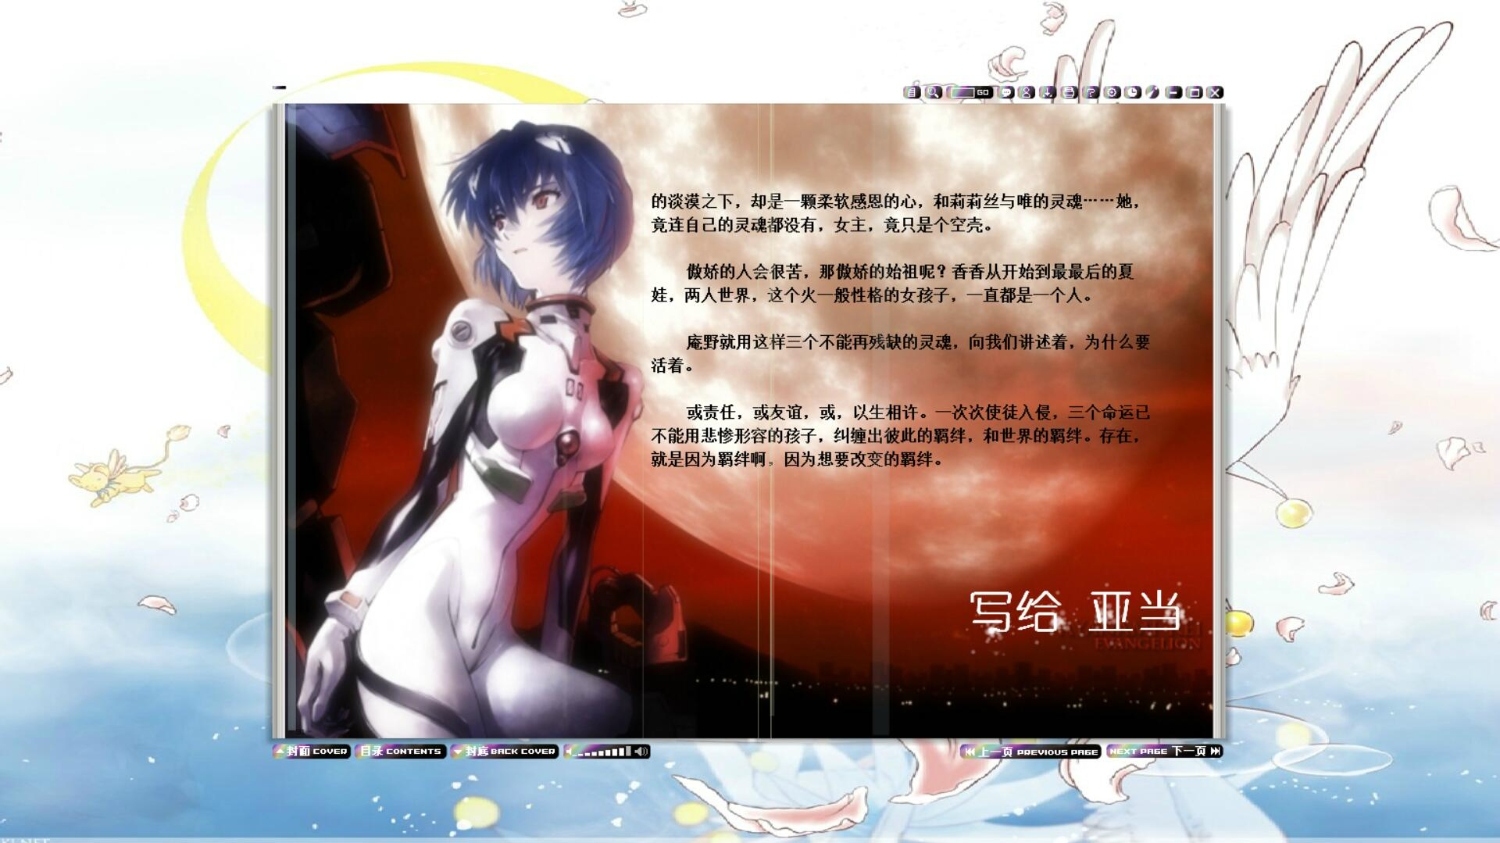 GO
的淡漠之下，却是一颗柔软感恩的心，和莉莉丝与唯的灵魂……她，
竟连自己的灵魂都没有，女主，竟只是个空壳。
傲娇的人会很苦，那傲娇的始祖呢？香香从开始到最最后的夏
娃，两人世界，这个火一般性格的女孩子，一直都是一个人。
庵野就用这样三个不能再残缺的灵魂，向我们讲述着，为什么要
活着。
或责任，或友谊，或，以生相许。一次次使徒入侵，三个命运已
不能用悲惨形容的孩子，纠缠出彼此的羁绊，和世界的羁绊。存在，
就是因为羁绊啊。因为想要改变的羁绊。
00
写给 亚当
EVANGELION
封面 COVER 目录 CONTENTS 封底 BACK COVER 上一页 PREVIOUS PAGE NEXT PAGE 下一页